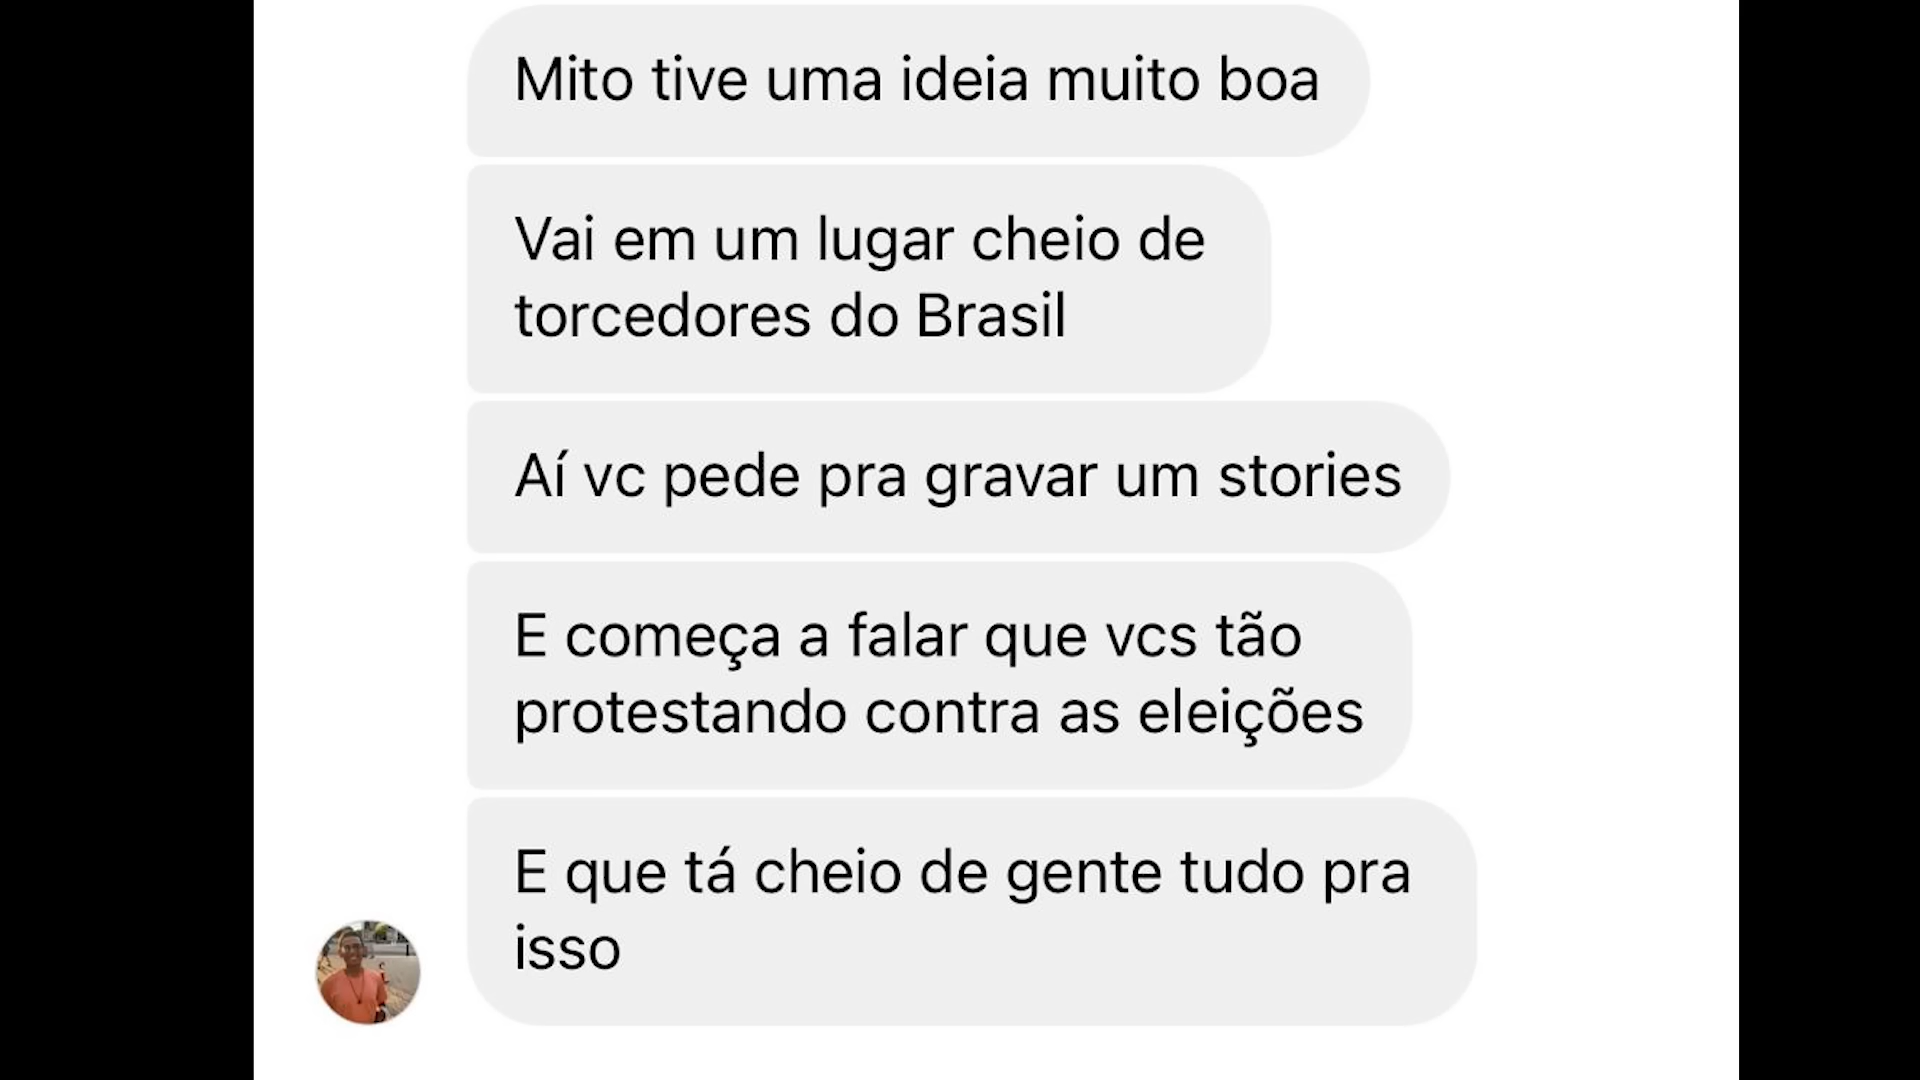 Mito tive uma ideia muito boa
Vai em um lugar cheio de
torcedores do Brasil
Aí vc pede pra gravar um stories
E começa a falar que vcs tão
protestando contra as eleições
E que tá cheio de gente tudo pra
isso